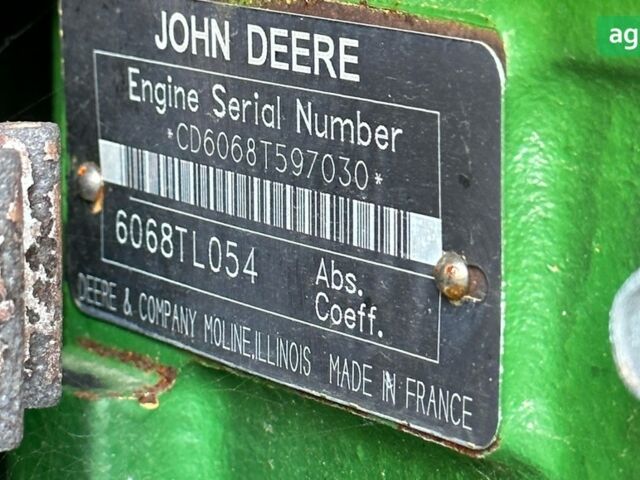 ag
JOHN DEERE
Engine Serial Number
*CD6068T597030*
6068TL054
Abs.
Coeff.
DEERE & COMPANY MOLINE,ILLINOIS MADE IN FRANCE